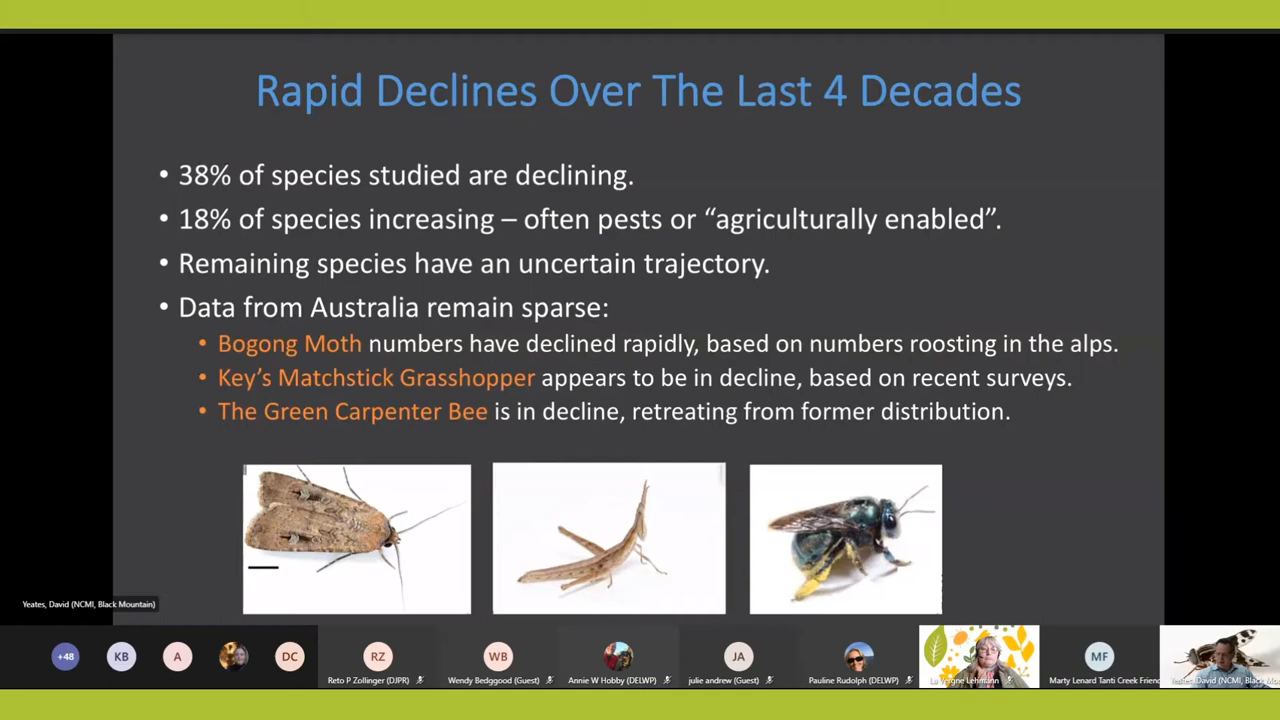 Rapid Declines Over The Last 4 Decades
• 38% of species studied are declining.
• 18% of species increasing – often pests or “agriculturally enabled”.
• Remaining species have an uncertain trajectory.
• Data from Australia remain sparse:
• Bogong Moth numbers have declined rapidly, based on numbers roosting in the alps.
• Key’s Matchstick Grasshopper appears to be in decline, based on recent surveys.
• The Green Carpenter Bee is in decline, retreating from former distribution.
Yeates, David (NCMI, Black Mountain)
+48
KB
A
DC
RZ
WB
JA
MF
Reto P Zollinger (DJPR)
Wendy Bedggood (Guest)
Annie W Hobby (DELWP)
julie andrew (Guest)
Pauline Rudolph (DELWP)
La Vergne Lehmann
Marty Lenard Tanti Creek Friend
Yeates, David (NCMI, Black Mou